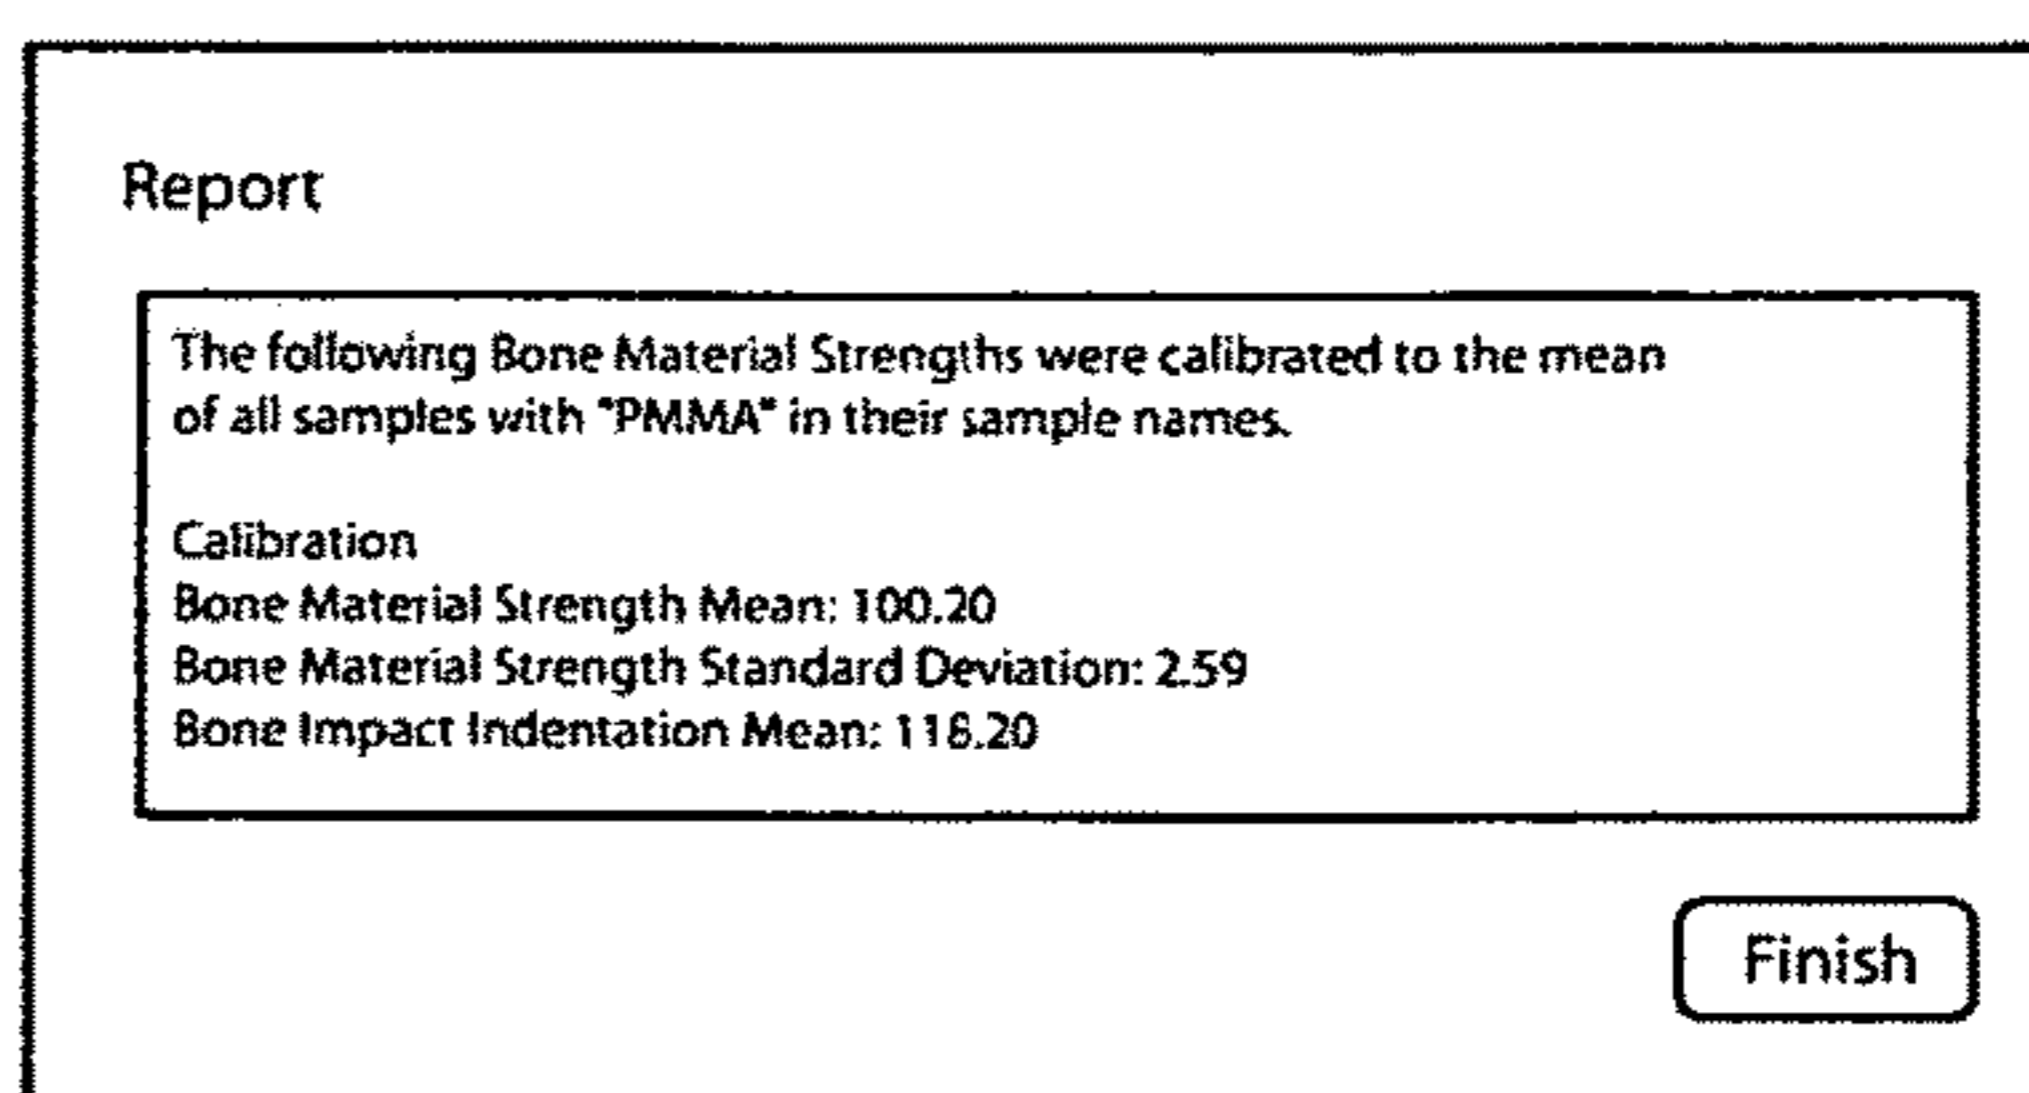 Report
The following Bone Material Strengths were calibrated to the mean
of all samples with "PMMA" in their sample names.
Calibration
Bone Material Strength Mean: 100.20
Bone Material Strength Standard Deviation: 2.59
Bone Impact Indentation Mean:
Finish